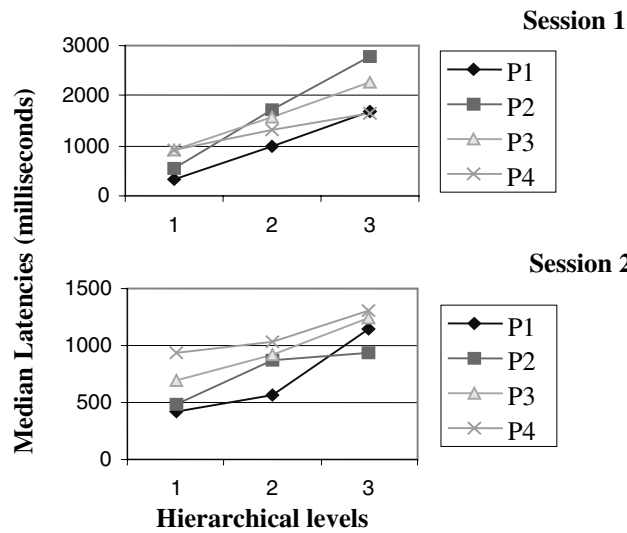 Session 1
3000
2000
1000
0
1 2 3
P1
P2
P3
P4
Median Latencies (milliseconds)
Session 2
1500
1000
500
0
1 2 3
P1
P2
P3
P4
Hierarchical levels